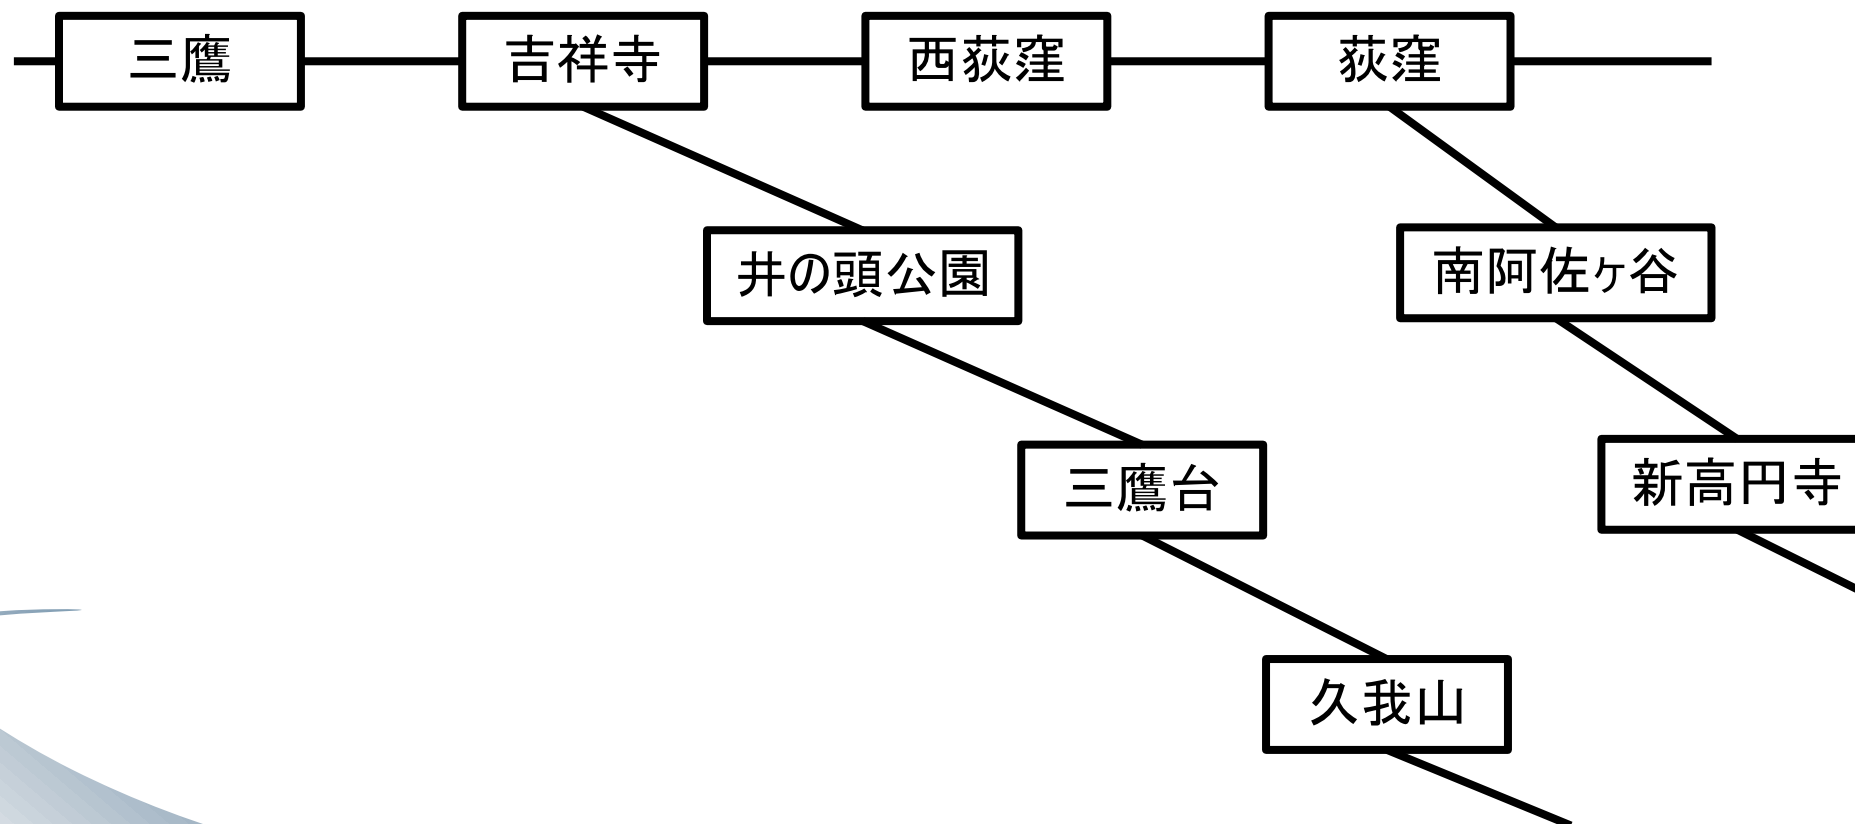 三鷹
吉祥寺
西荻窪
荻窪
井の頭公園
南阿佐ヶ谷
三鷹台
新高円寺
久我山